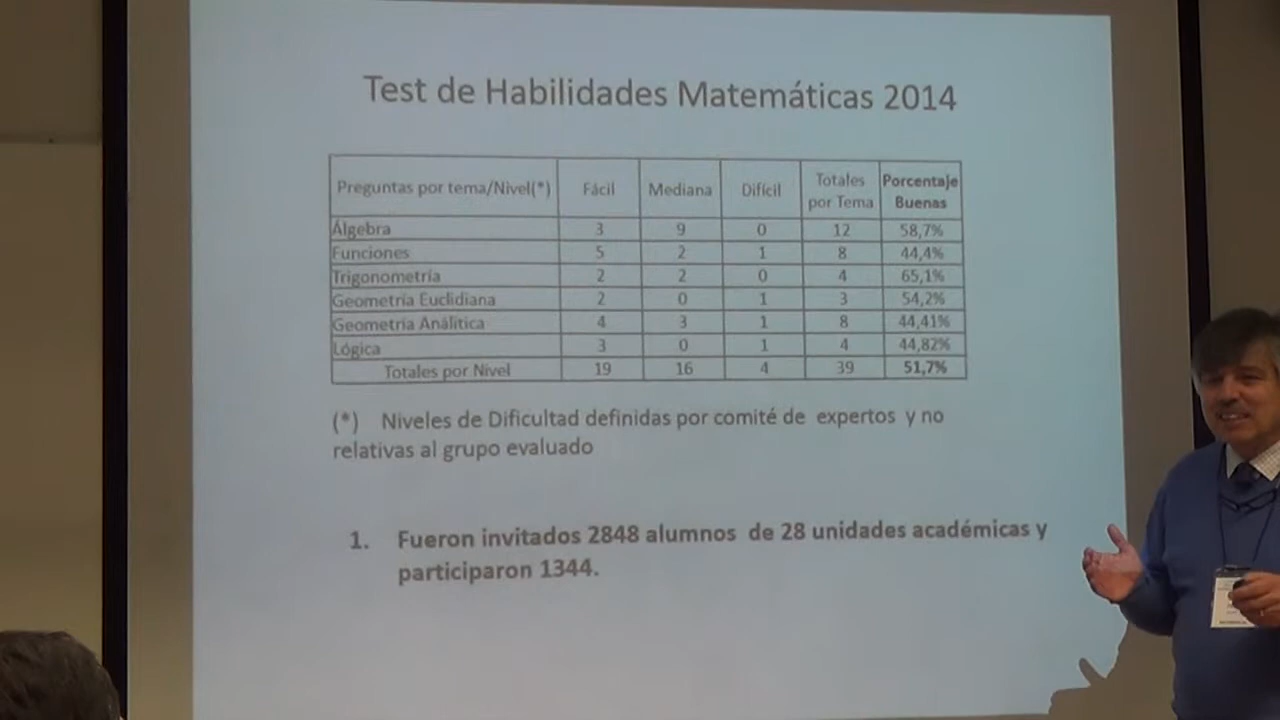 Test de Habilidades Matemáticas 2014
Preguntas por tema/Nivel(*) Fácil Mediana Difícil Totales por Tema Porcentaje Buenas
Álgebra 3 9 0 12 58,7%
Funciones 5 2 1 8 44,4%
Trigonometría 2 2 0 4 65,1%
Geometría Euclidiana 2 0 1 3 54,2%
Geometría Análitica 4 3 1 8 44,41%
Lógica 3 0 1 4 44,82%
Totales por Nivel 19 16 4 39 51,7%
(*) Niveles de Dificultad definidas por comité de expertos y no
relativas al grupo evaluado
1. Fueron invitados 2848 alumnos de 28 unidades académicas y
participaron 1344.